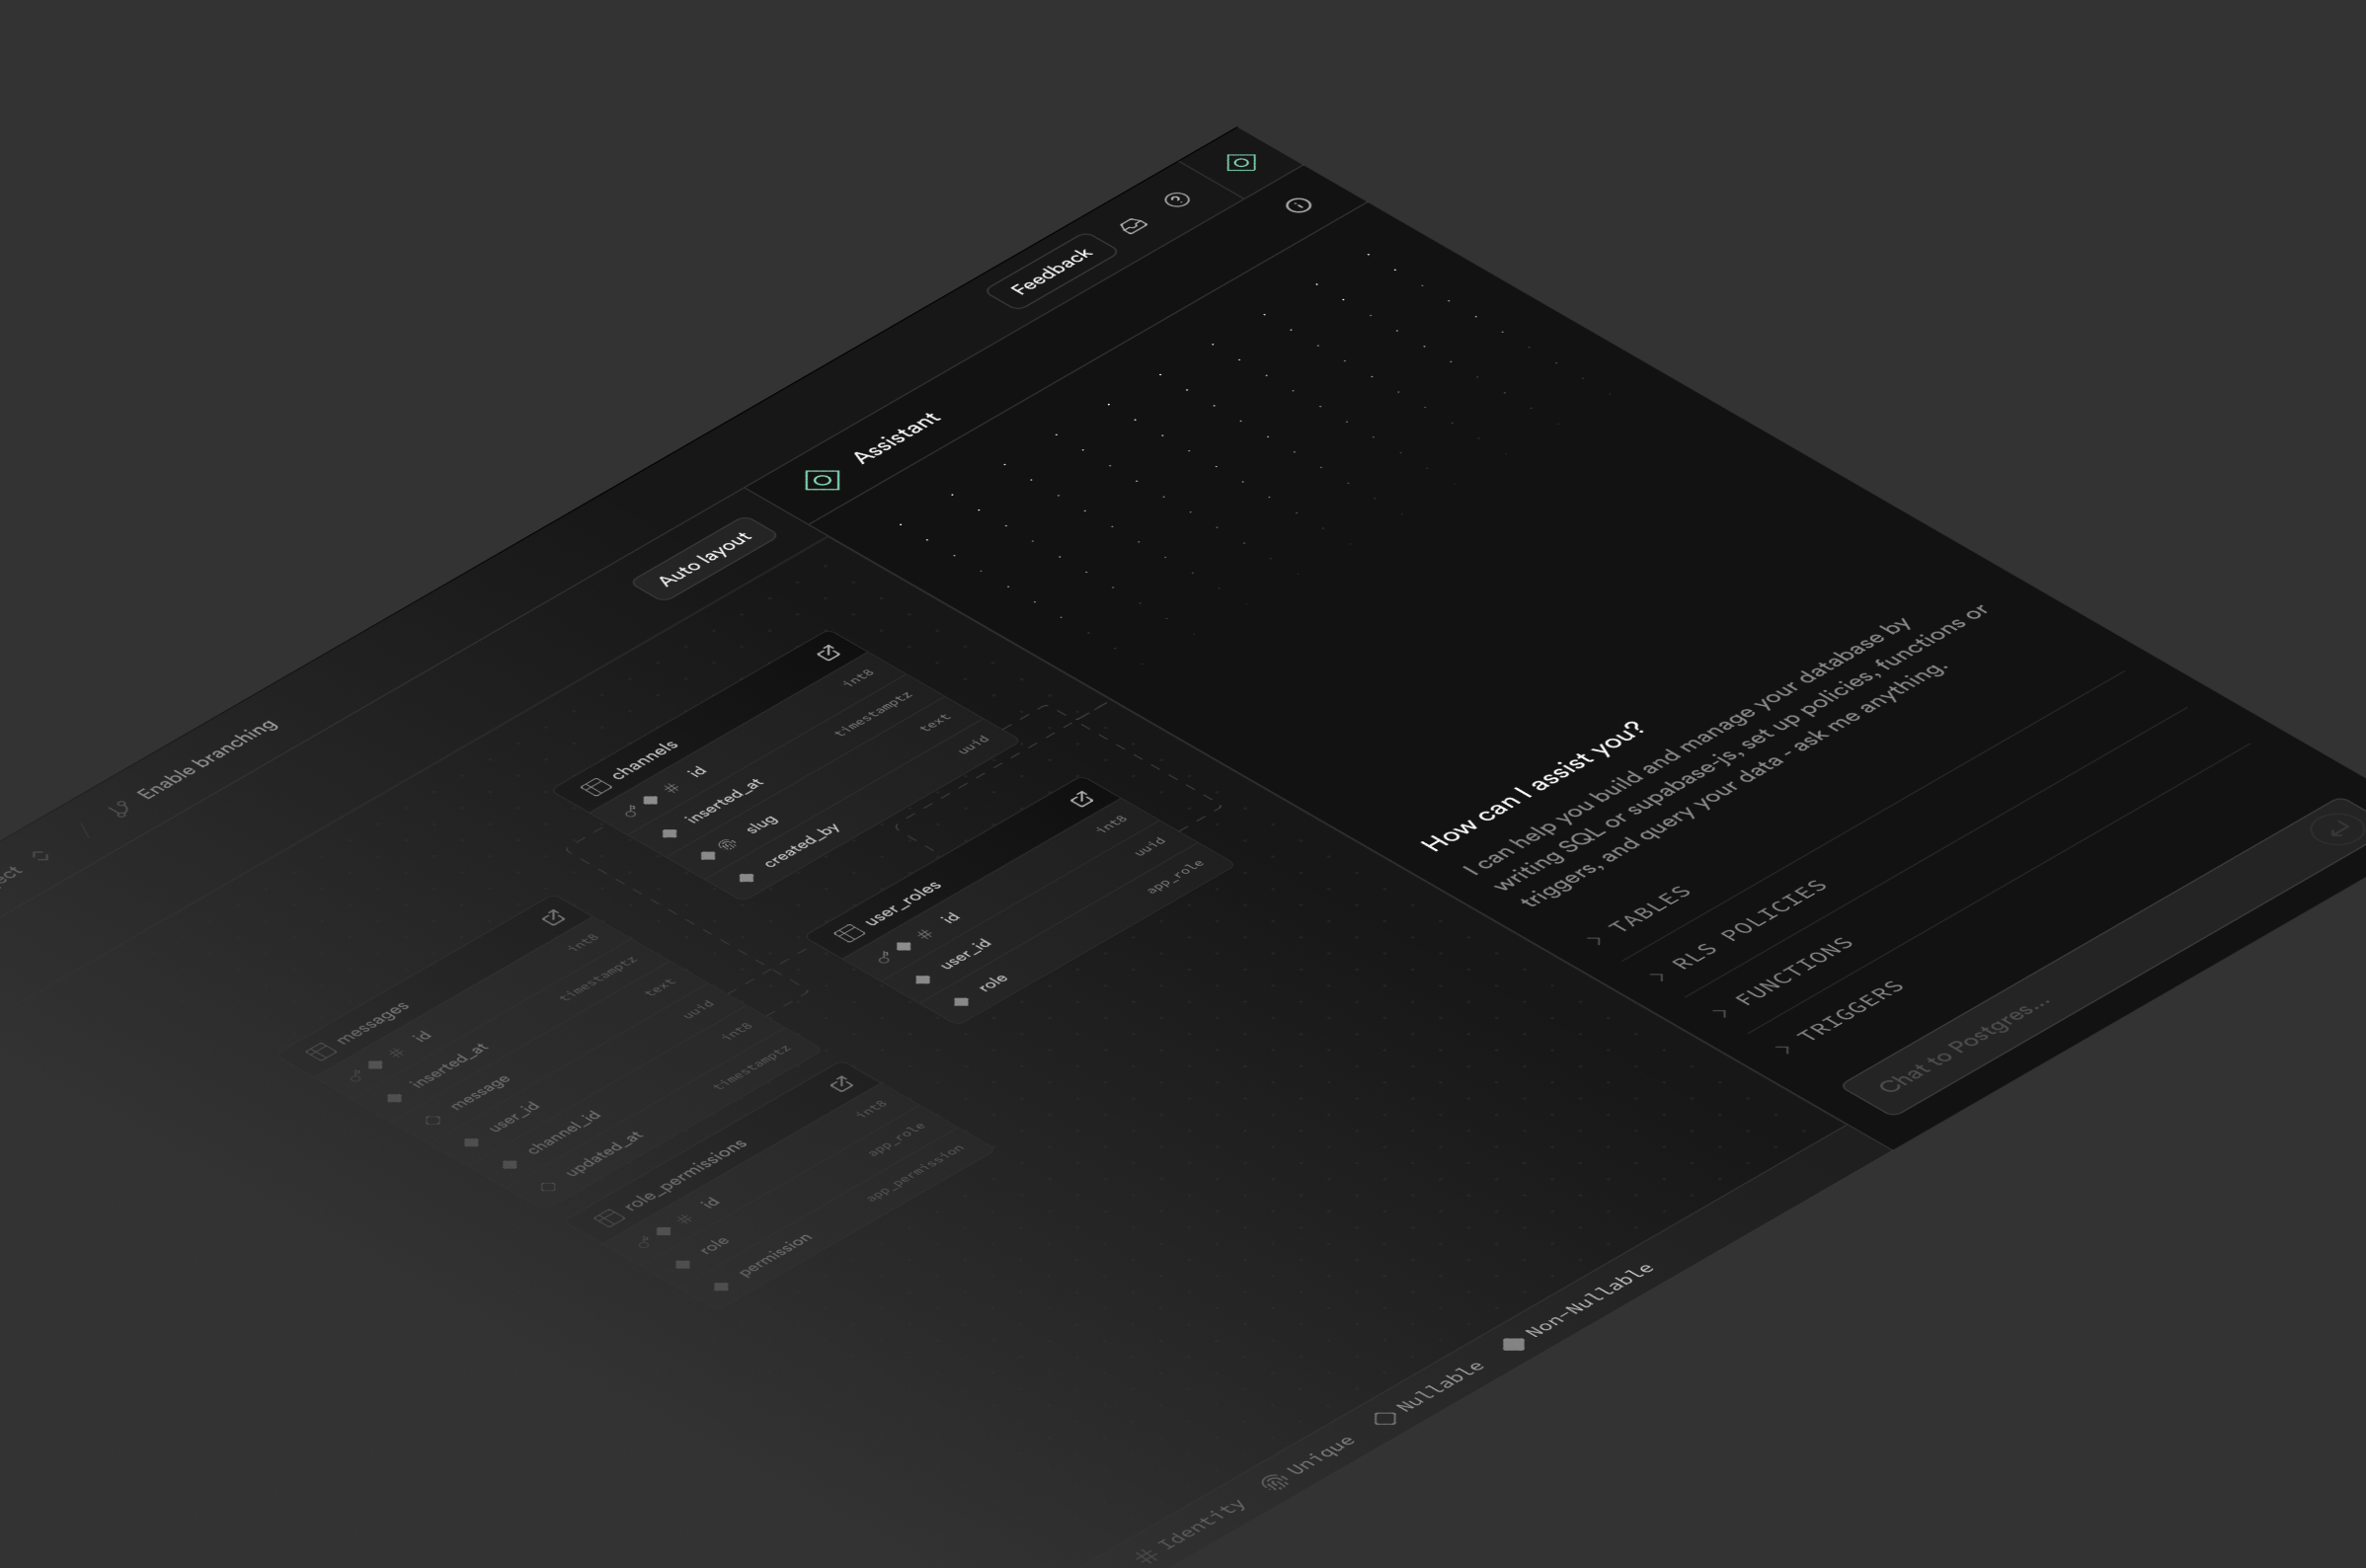 Enable branching
Feedback
Auto layout
Assistant
channels
id int8
inserted_at timestamptz
slug text
created_by uuid
user_roles
id int8
user_id uuid
role app_role
messages
id int8
inserted_at timestamptz
message text
user_id uuid
channel_id int8
updated_at timestamptz
role_permissions
id int8
role app_role
permission app_permission
Identity
Unique
Nullable
Non-Nullable
How can I assist you?
I can help you build and manage your database by
writing SQL or supabase-js, set up policies, functions or
triggers, and query your data - ask me anything.
TABLES
RLS POLICIES
FUNCTIONS
TRIGGERS
Chat to Postgres...